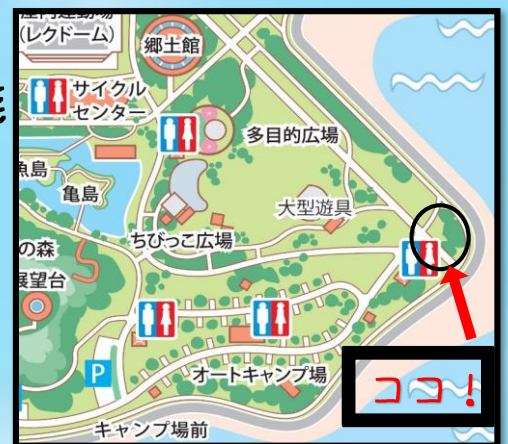 (レクドーム)
郷土館
サイクル
センター
多目的広場
亀島
大型遊具
ちびっこ広場
の森
展望台
P
オートキャンプ場
ココ！
キャンプ場前